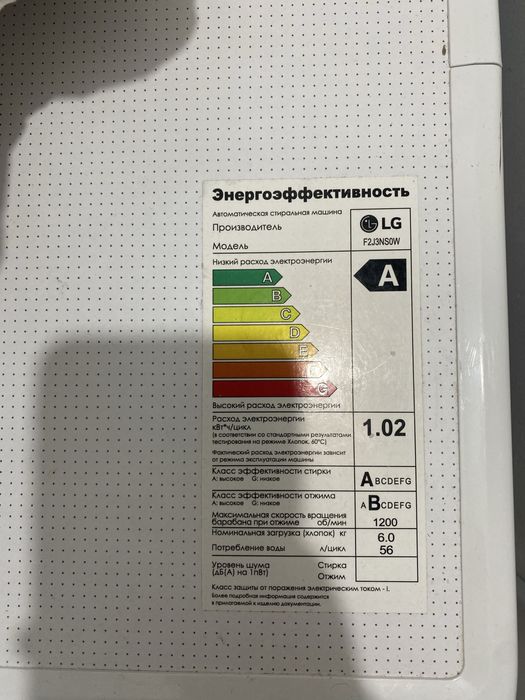 Энергоэффективность
Автоматическая стиральная машина
Производитель
LG
Модель
F2J3NS0W
Низкий расход электроэнергии
A
A
B
C
D
E
G
Высокий расход электроэнергии
Расход электроэнергии
кВт*ч/цикл
1.02
(в соответствии со стандартными результатами
тестирования на режиме Хлопок, 60°С)
Фактический расход электроэнергии зависит
от режима эксплуатации машины
Класс эффективности стирки
A: высокое G: низкое
ABCDEFG
Класс эффективности отжима
A: высокое G: низкое
ABCDEFG
Максимальная скорость вращения
барабана при отжиме об/мин
1200
Номинальная загрузка (хлопок) кг
6.0
Потребление воды л/цикл
56
Уровень шума Стирка
(дБ(А) на 1пВт) Отжим
Класс защиты от поражения электрическим током - I.
Более подробная информация содержится
в прилагаемой к изделию документации.